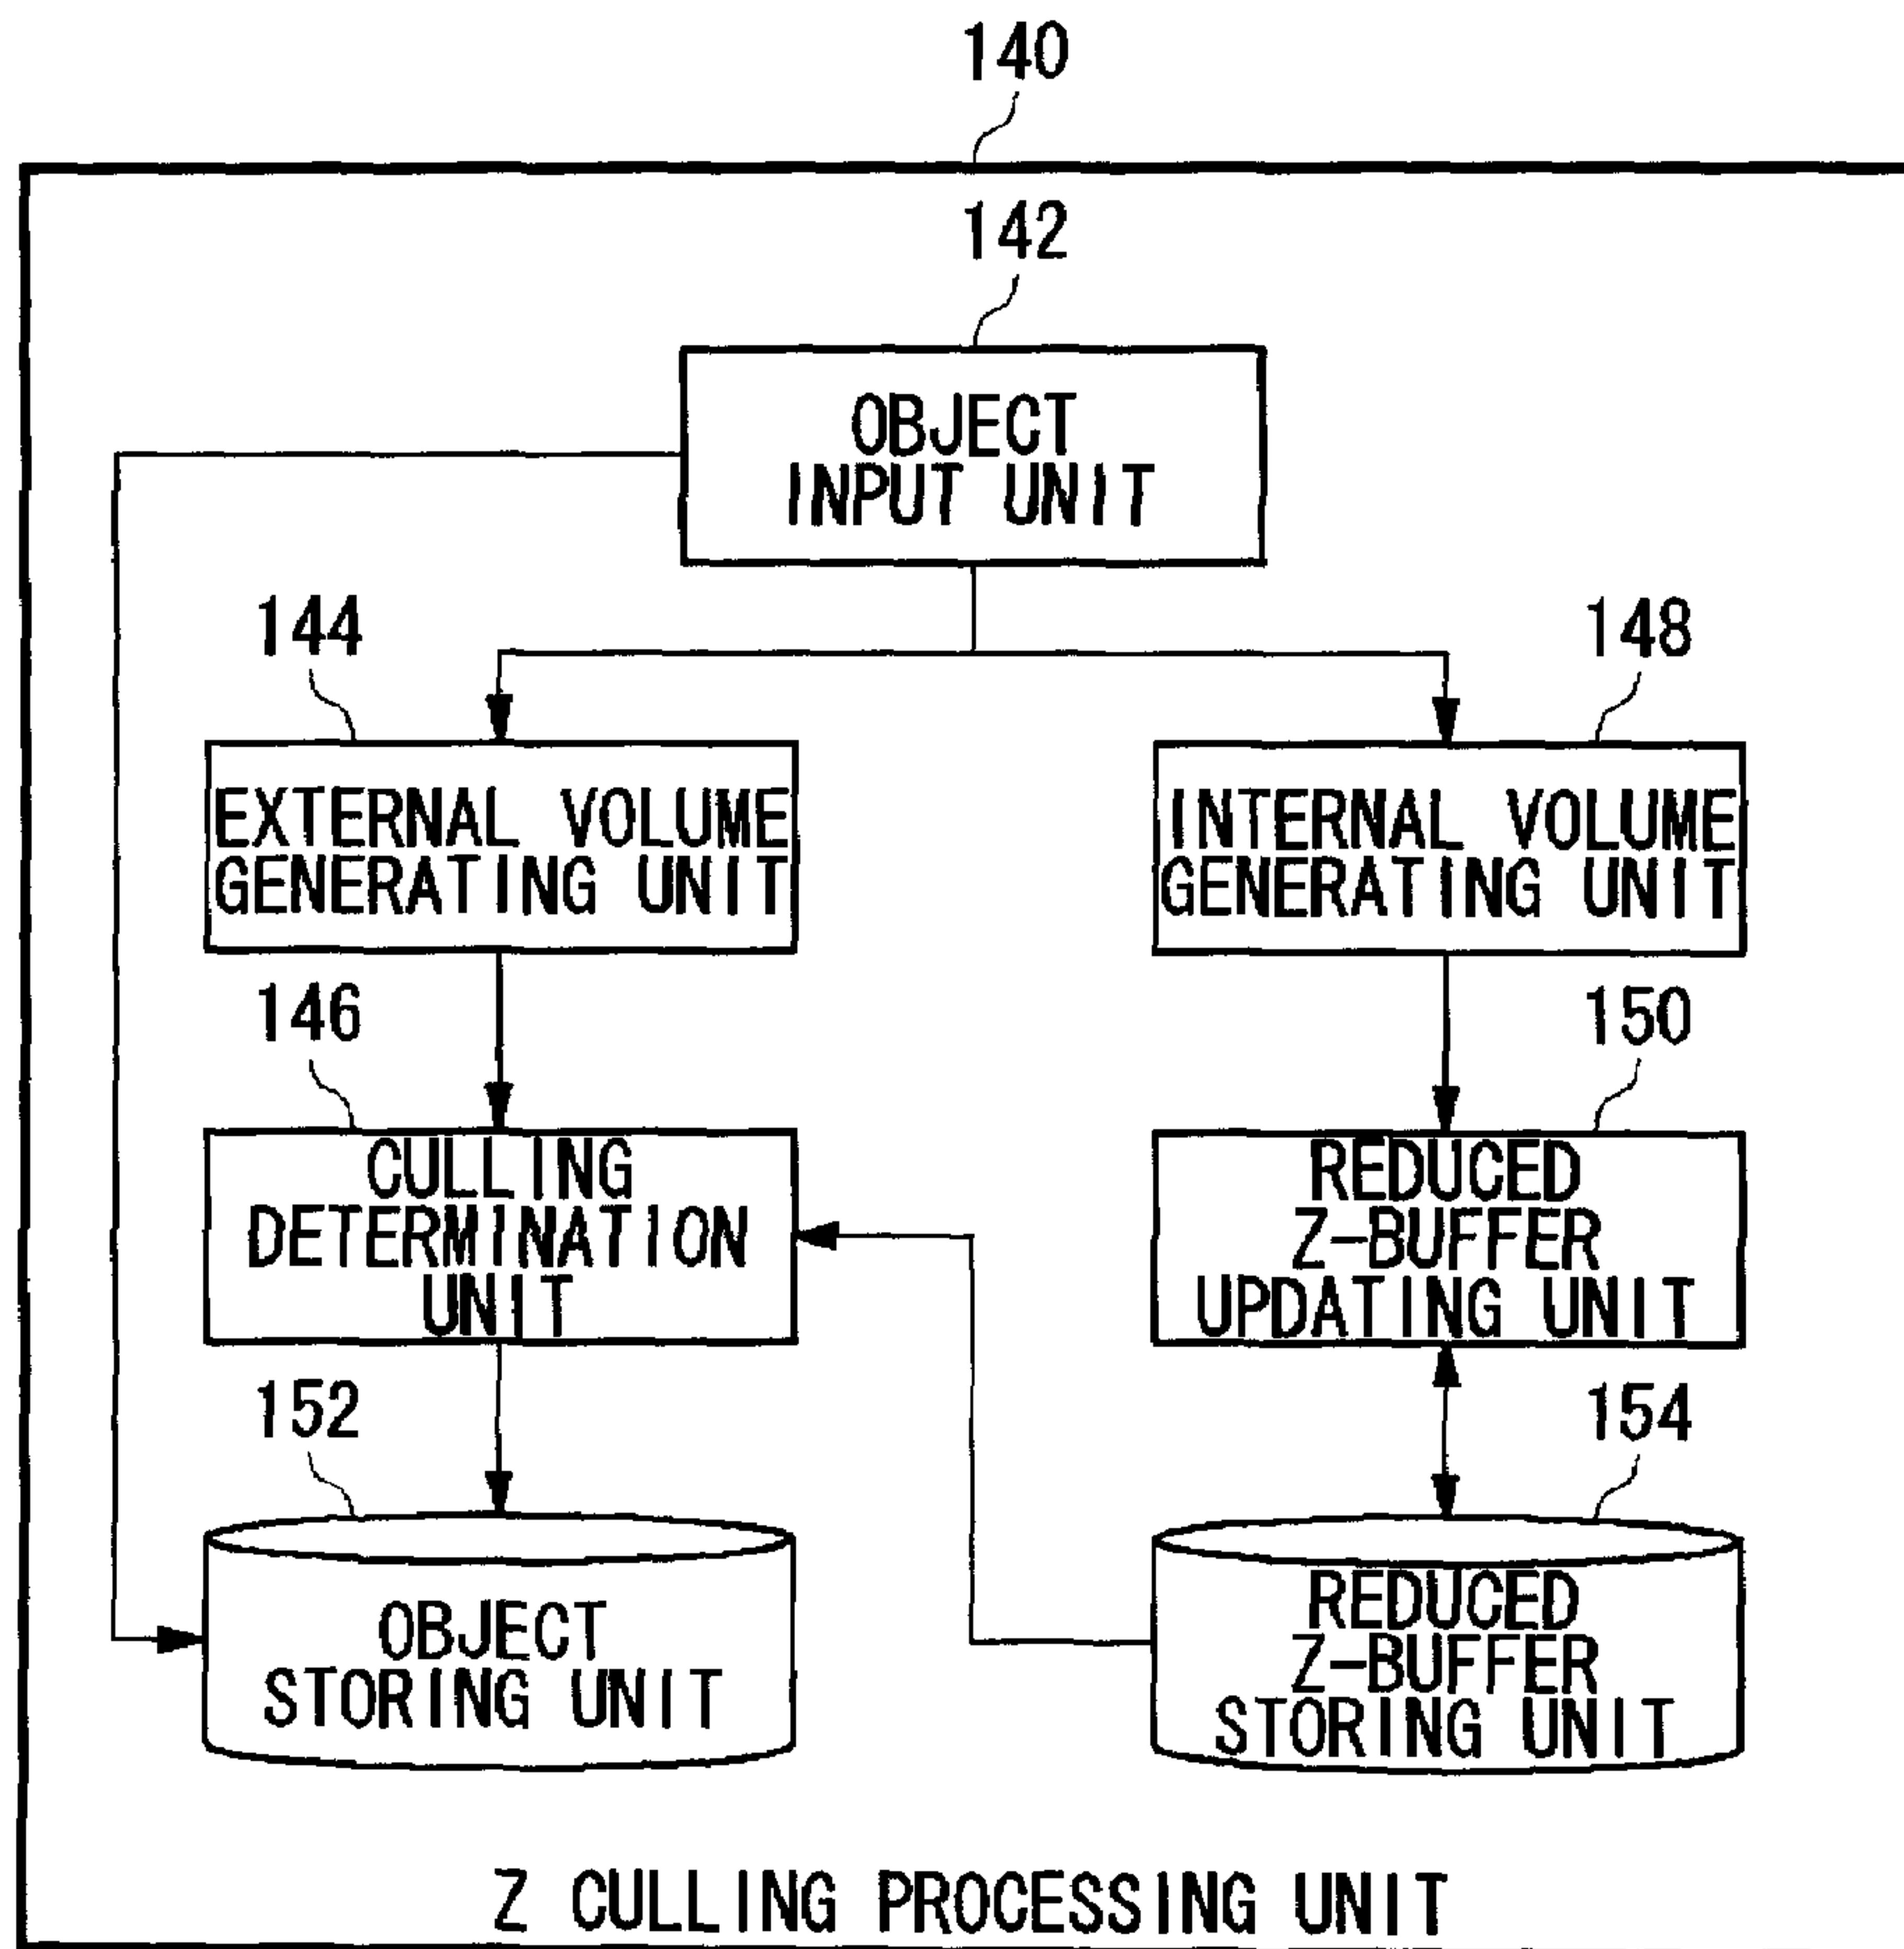 140
142
OBJECT
INPUT UNIT
144
148
EXTERNAL VOLUME
GENERATING UNIT
INTERNAL VOLUME
GENERATING UNIT
146
150
CULLING
DETERMINATION
UNIT
REDUCED
Z-BUFFER
UPDATING UNIT
152
154
OBJECT
STORING UNIT
REDUCED
Z-BUFFER
STORING UNIT
Z CULLING PROCESSING UNIT